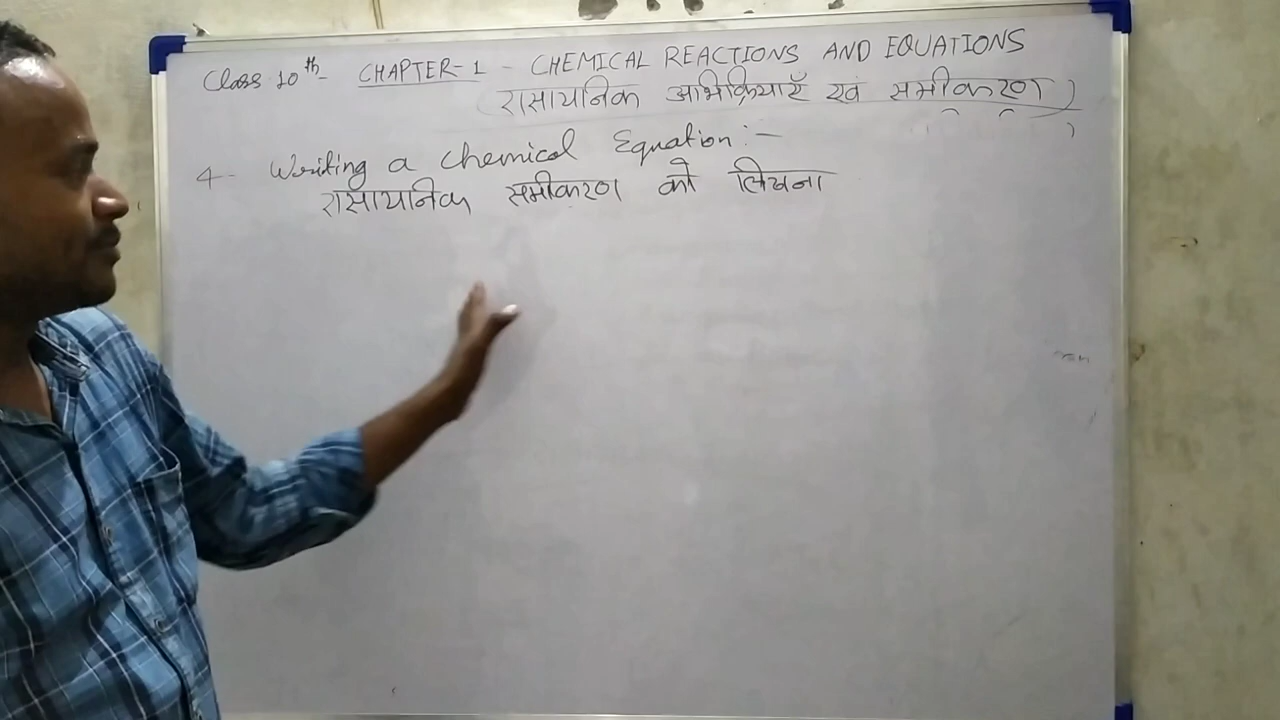 Class 10th- CHAPTER-1 - CHEMICAL REACTIONS AND EQUATIONS
(रासायनिक अभिक्रियाएँ एवं समीकरण)
4- Writing a Chemical Equation:-
रासायनिक समीकरण को लिखना